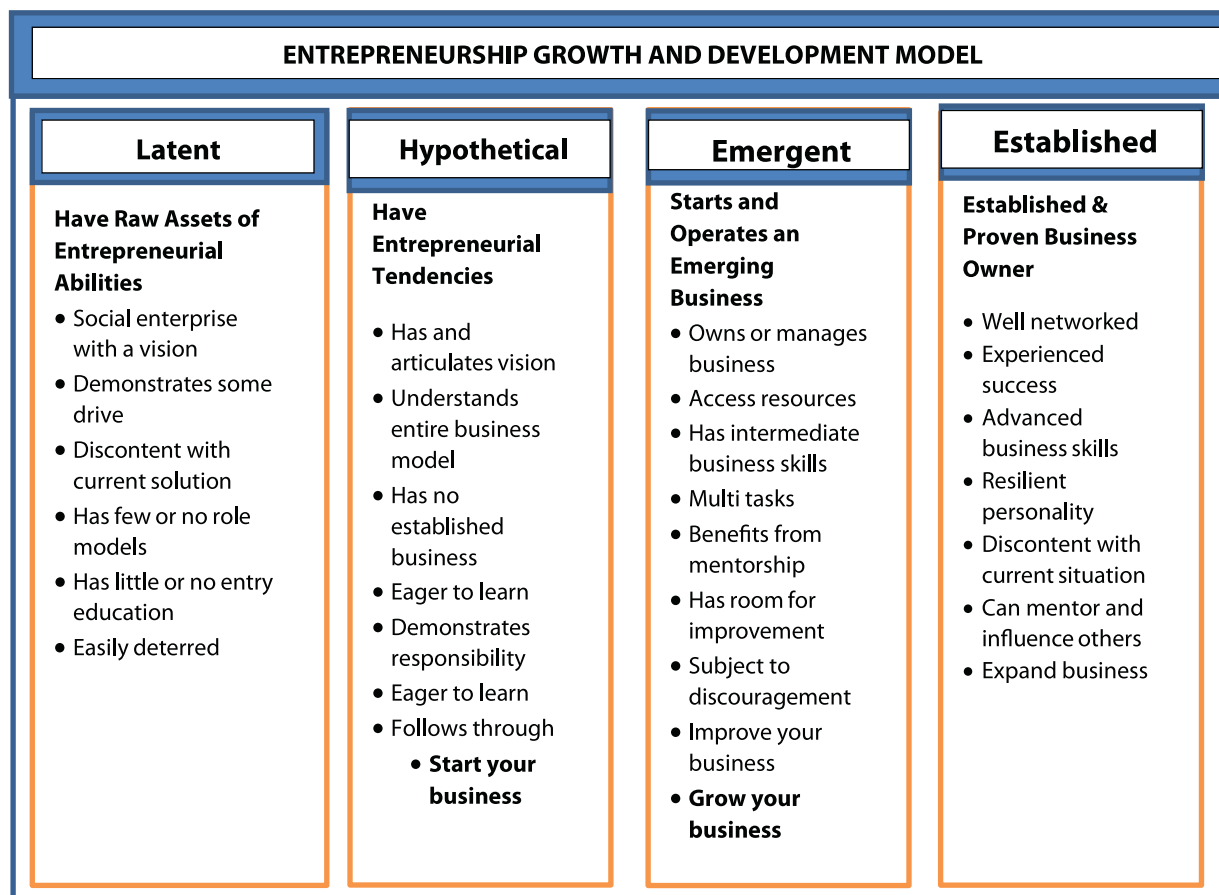 ENTREPRENEURSHIP GROWTH AND DEVELOPMENT MODEL
Latent
Have Raw Assets of
Entrepreneurial
Abilities
• Social enterprise
with a vision
• Demonstrates some
drive
• Discontent with
current solution
• Has few or no role
models
• Has little or no entry
education
• Easily deterred
Hypothetical
Have
Entrepreneurial
Tendencies
• Has and
articulates vision
• Understands
entire business
model
• Has no
established
business
• Eager to learn
• Demonstrates
responsibility
• Eager to learn
• Follows through
• Start your
business
Emergent
Starts and
Operates an
Emerging
Business
• Owns or manages
business
• Access resources
• Has intermediate
business skills
• Multi tasks
• Benefits from
mentorship
• Has room for
improvement
• Subject to
discouragement
• Improve your
business
• Grow your
business
Established
Established &
Proven Business
Owner
• Well networked
• Experienced
success
• Advanced
business skills
• Resilient
personality
• Discontent with
current situation
• Can mentor and
influence others
• Expand business